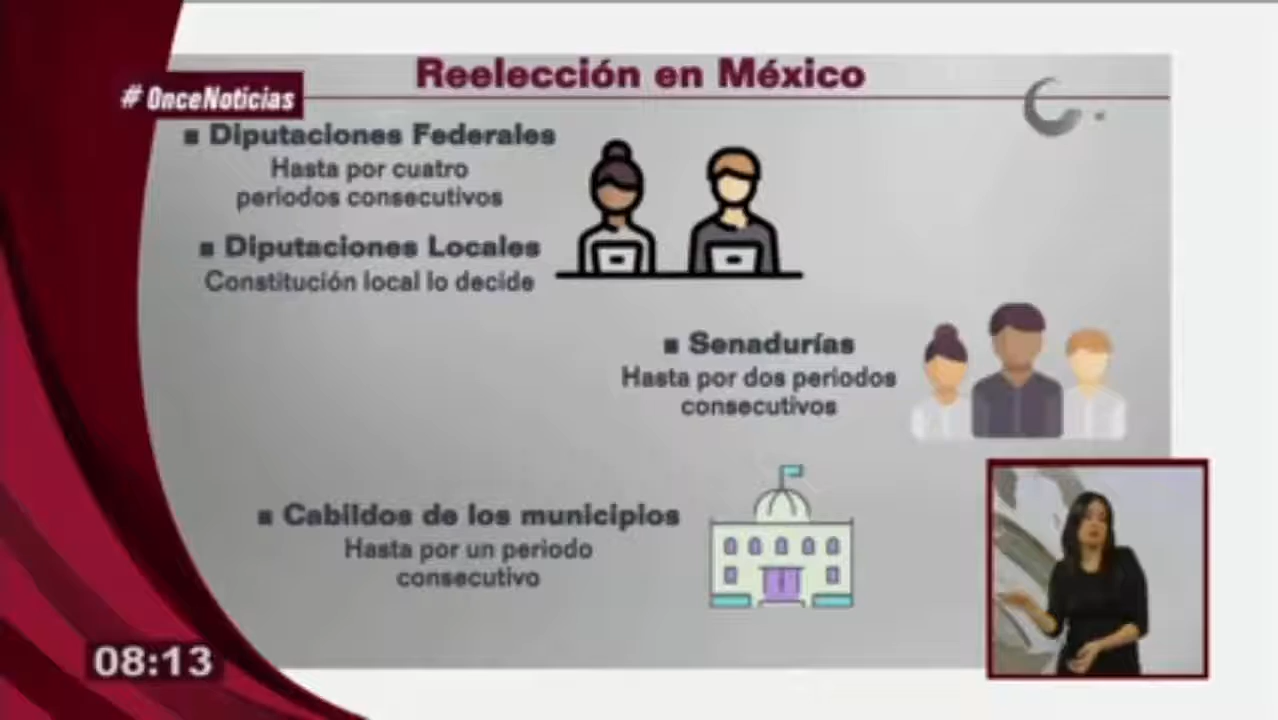 Reelección en México
# OnceNoticias
▪ Diputaciones Federales
Hasta por cuatro
periodos consecutivos
▪ Diputaciones Locales
Constitución local lo decide
▪ Senadurías
Hasta por dos periodos
consecutivos
▪ Cabildos de los municipios
Hasta por un periodo
consecutivo
08:13